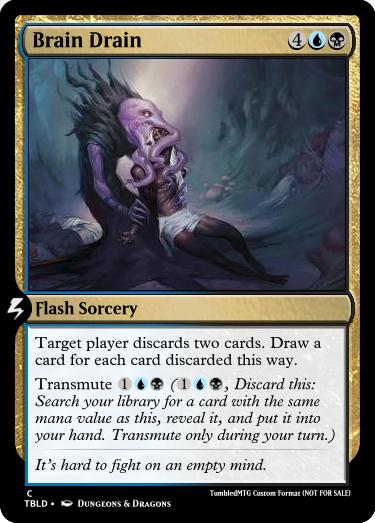 Brain Drain 4
Flash Sorcery
Target player discards two cards. Draw a
card for each card discarded this way.
Transmute 1 (1, Discard this:
Search your library for a card with the same
mana value as this, reveal it, and put it into
your hand. Transmute only during your turn.)
It's hard to fight on an empty mind.
C
TBLD • DUNGEONS & DRAGONS
TumbledMTG Custom Format (NOT FOR SALE)